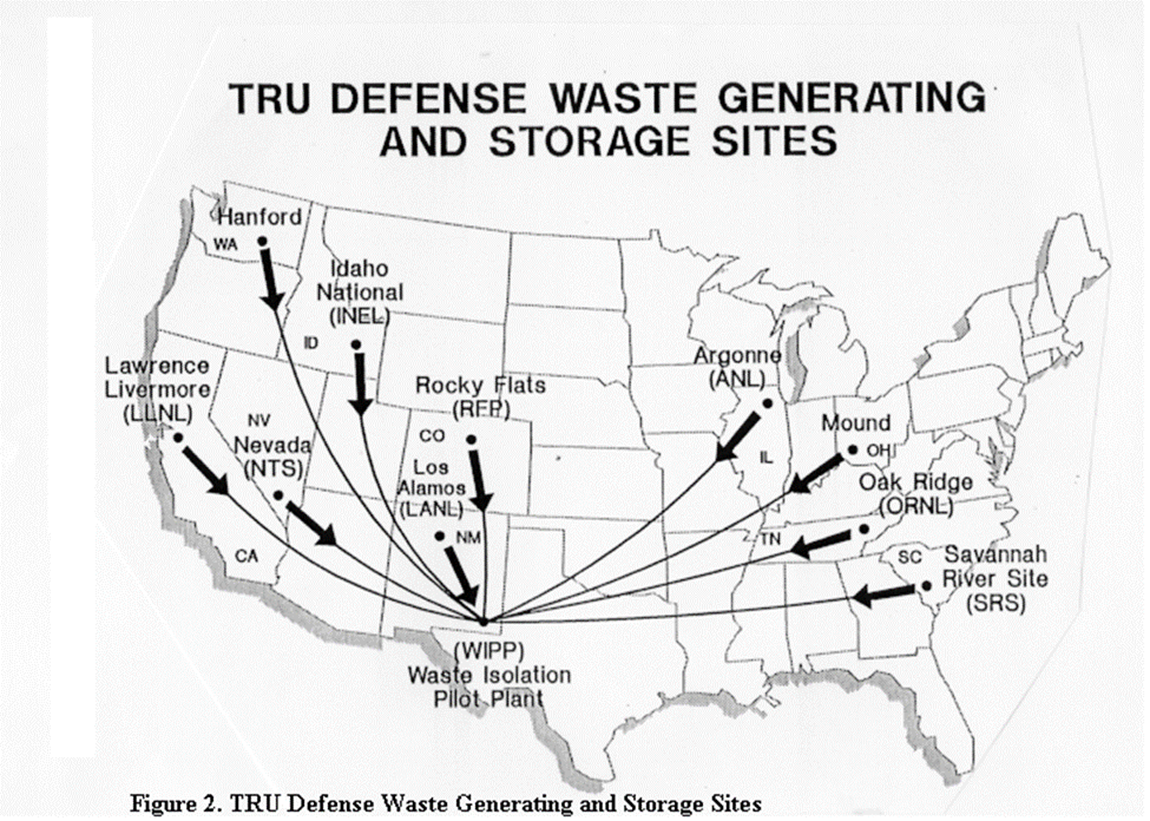 TRU DEFENSE WASTE GENERATING
AND STORAGE SITES
Hanford
WA
Idaho
National
(INEL)
ID
Lawrence
Livermore
(LLNL)
NV
Nevada
(NTS)
CA
Rocky Flats
(RFP)
CO
Los
Alamos
(LANL)
NM
Argonne
(ANL)
IL
Mound
OH
Oak Ridge
(ORNL)
TN
SC
Savannah
River Site
(SRS)
(WIPP)
Waste Isolation
Pilot Plant
Figure 2. TRU Defense Waste Generating and Storage Sites